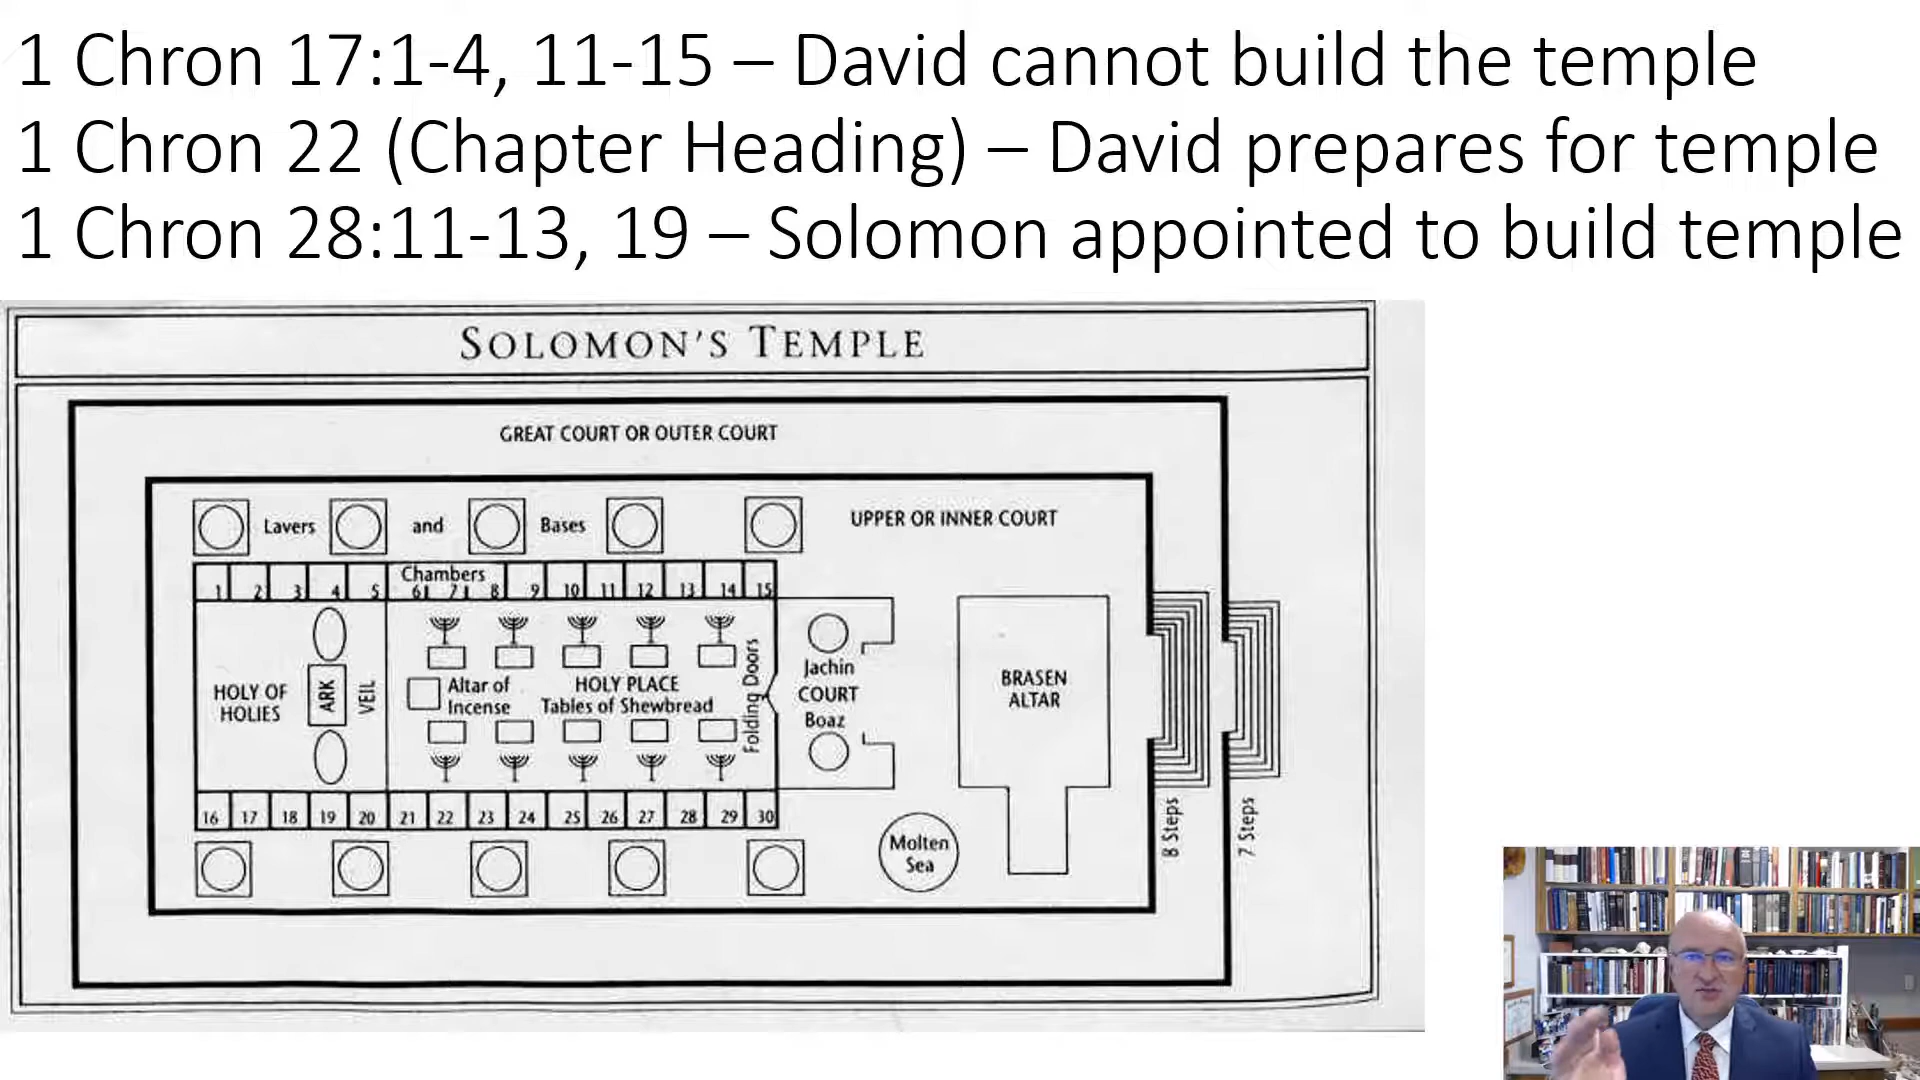 1 Chron 17:1-4, 11-15 – David cannot build the temple
1 Chron 22 (Chapter Heading) – David prepares for temple
1 Chron 28:11-13, 19 – Solomon appointed to build temple
SOLOMON'S TEMPLE
GREAT COURT OR OUTER COURT
Lavers and Bases
UPPER OR INNER COURT
Chambers
1 2 3 4 5 6 7 8 9 10 11 12 13 14 15
HOLY OF
HOLIES
ARK
VEIL
Altar of
Incense
HOLY PLACE
Tables of Shewbread
Folding Doors
Jachin
COURT
Boaz
BRASEN
ALTAR
16 17 18 19 20 21 22 23 24 25 26 27 28 29 30
Molten
Sea
8 Steps
7 Steps